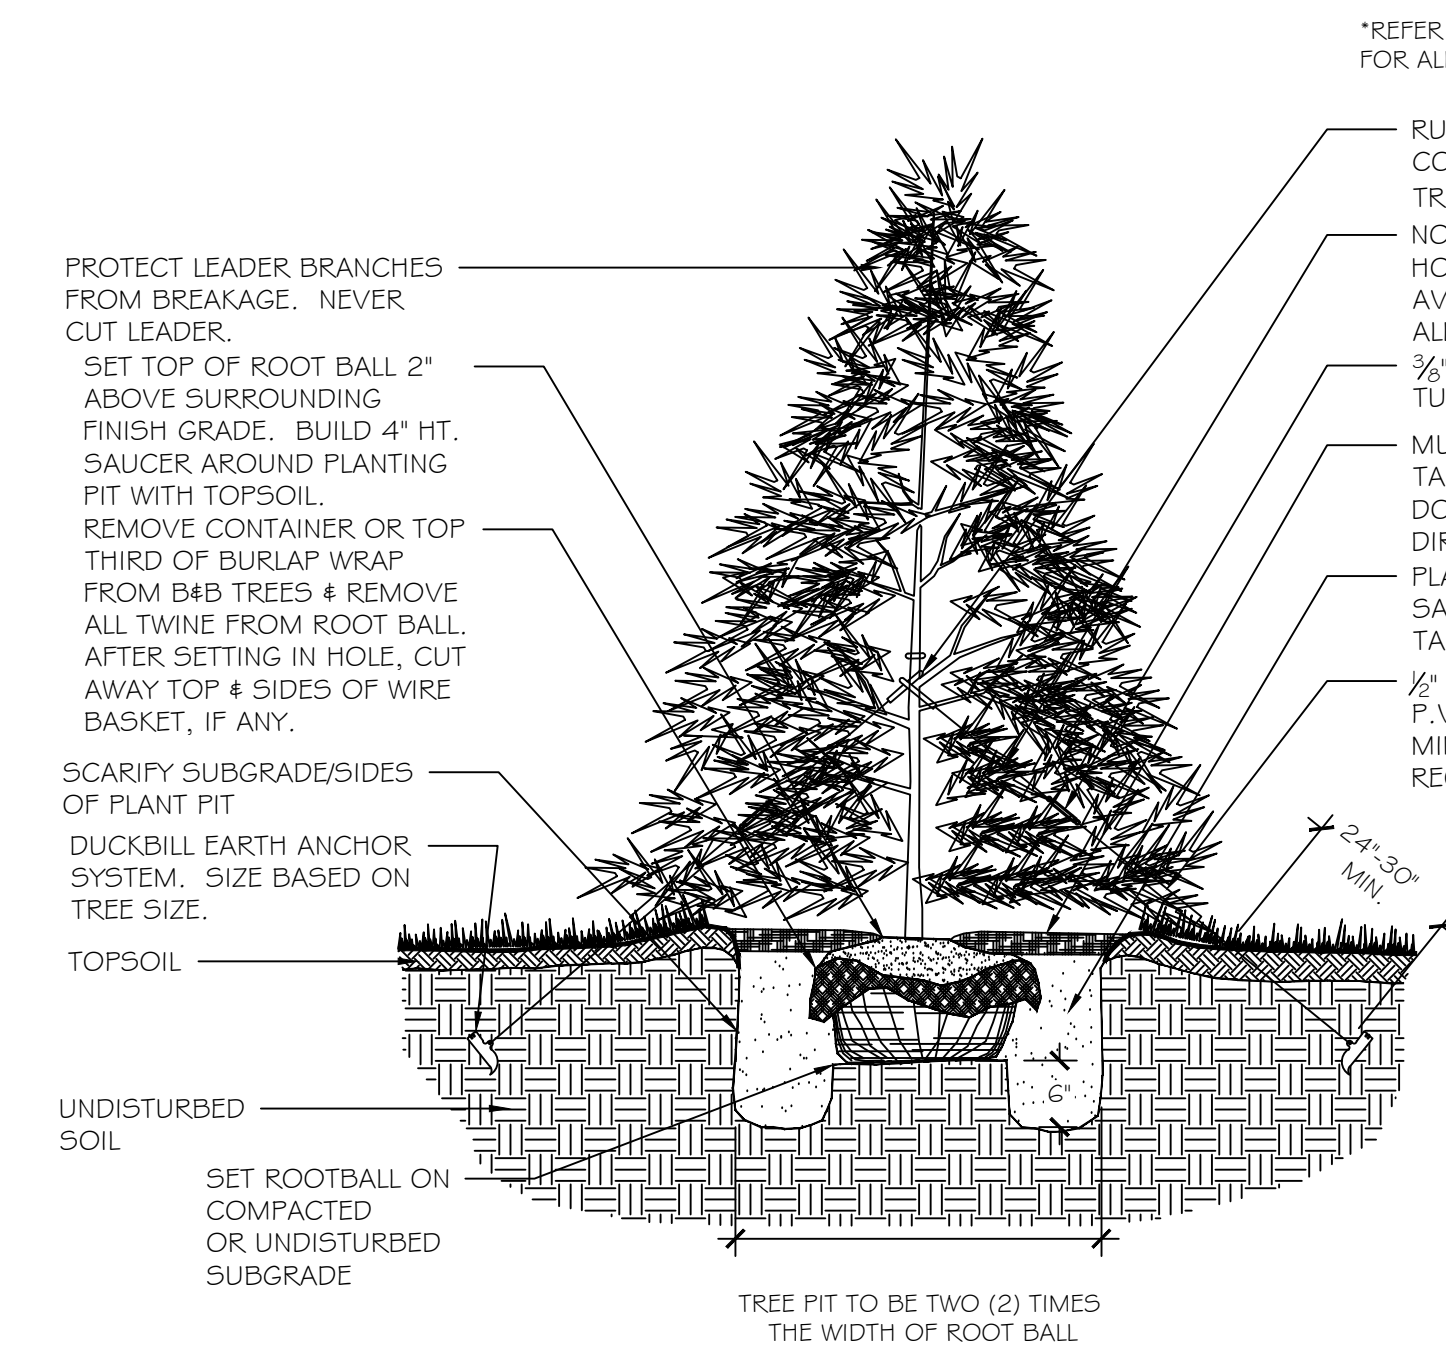 *REFER
FOR ALL
PROTECT LEADER BRANCHES
FROM BREAKAGE. NEVER
CUT LEADER.
SET TOP OF ROOT BALL 2"
ABOVE SURROUNDING
FINISH GRADE. BUILD 4" HT.
SAUCER AROUND PLANTING
PIT WITH TOPSOIL.
REMOVE CONTAINER OR TOP
THIRD OF BURLAP WRAP
FROM B&B TREES & REMOVE
ALL TWINE FROM ROOT BALL.
AFTER SETTING IN HOLE, CUT
AWAY TOP & SIDES OF WIRE
BASKET, IF ANY.
SCARIFY SUBGRADE/SIDES
OF PLANT PIT
DUCKBILL EARTH ANCHOR
SYSTEM. SIZE BASED ON
TREE SIZE.
TOPSOIL
UNDISTURBED
SOIL
SET ROOTBALL ON
COMPACTED
OR UNDISTURBED
SUBGRADE
RU
CO
TR
NO
HO
AV
ALL
3/8"
TU
MU
TA
DO
DIR
PLA
SA
TA
1/2"
P.V
MIN
REC
24"-30"
MIN.
6"
TREE PIT TO BE TWO (2) TIMES
THE WIDTH OF ROOT BALL